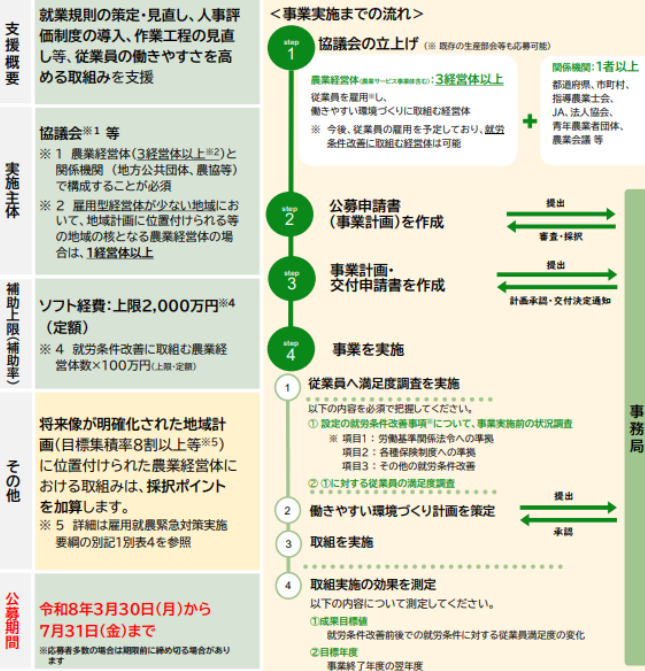 支援概要
就業規則の策定・見直し、人事評
価制度の導入、作業工程の見直
し等、従業員の働きやすさを高
める取組みを支援
実施主体
協議会※1 等
※１ 農業経営体(3経営体以上※2)と
関係機関 (地方公共団体、農協等)
で構成することが必須
※２ 雇用型経営体が少ない地域にお
いて、地域計画に位置付けられる等
の地域の核となる農業経営体の場
合は、1経営体以上
補助上限(補助率)
ソフト経費：上限2,000万円※4
(定額)
※４ 就労条件改善に取組む農業経
営体数×100万円(上限・定額)
その他
将来像が明確化された地域計
画(目標集積率8割以上等※5)
に位置付けられた農業経営体に
おける取組みは、採択ポイント
を加算します。
※５ 詳細は雇用就農緊急対策実施
要綱の別記1別表4を参照
公募期間
令和8年3月30日(月)から
7月31日(金)まで
※応募者多数の場合は期限前に締め切る場合があり
ます
＜事業実施までの流れ＞
step
1
協議会の立上げ (※ 既存の生産部会等も応募可能)
農業経営体(農業サービス事業体含む)：3経営体以上
従業員を雇用※し、
働きやすい環境づくりに取組む経営体
※ 今後、従業員の雇用を予定しており、就労
条件改善に取組む経営体は可能
+
関係機関：1者以上
都道府県、市町村、
指導農業士会、
JA、法人協会、
青年農業者団体、
農業会議 等
step
2
公募申請書
(事業計画)を作成
提出
審査・採択
step
3
事業計画・
交付申請書を作成
提出
計画承認・交付決定通知
step
4
事業を実施
1
従業員へ満足度調査を実施
以下の内容を必須で把握してください。
① 設定の就労条件改善事項※について、事業実施前の状況調査
※ 項目1：労働基準関係法令への準拠
項目2：各種保険制度への準拠
項目3：その他の就労条件改善
② ①に対する従業員の満足度調査
2
働きやすい環境づくり計画を策定
提出
承認
3
取組を実施
4
取組実施の効果を測定
以下の内容について測定してください。
①成果目標値
就労条件改善前後での就労条件に対する従業員満足度の変化
②目標年度
事業終了年度の翌年度
事務局